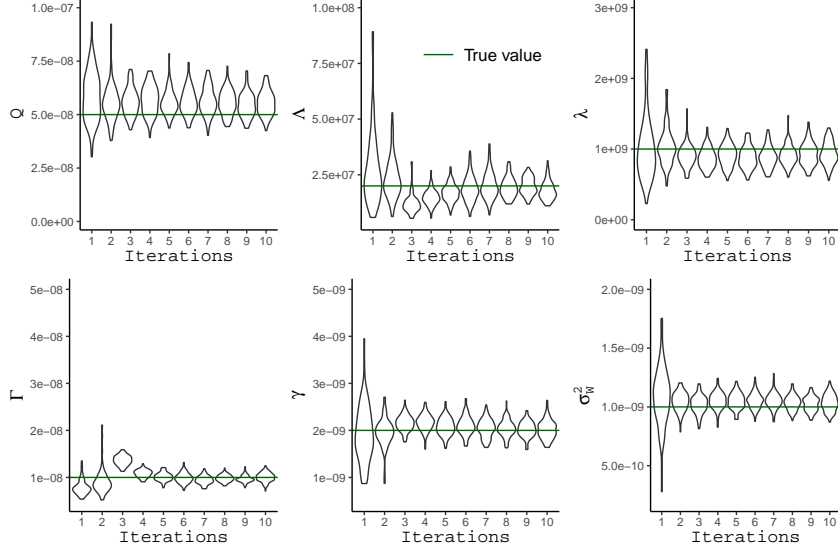 1.0e−07
7.5e−08
5.0e−08
2.5e−08
0.0e+00
Q
1 2 3 4 5 6 7 8 9 10
Iterations
1.0e+08
7.5e+07
5.0e+07
2.5e+07
Λ
True value
1 2 3 4 5 6 7 8 9 10
Iterations
3e+09
2e+09
1e+09
0e+00
λ
1 2 3 4 5 6 7 8 9 10
Iterations
5e−08
4e−08
3e−08
2e−08
1e−08
Γ
1 2 3 4 5 6 7 8 9 10
Iterations
5e−09
4e−09
3e−09
2e−09
1e−09
γ
1 2 3 4 5 6 7 8 9 10
Iterations
2.0e−09
1.5e−09
1.0e−09
5.0e−10
σ²_W
1 2 3 4 5 6 7 8 9 10
Iterations